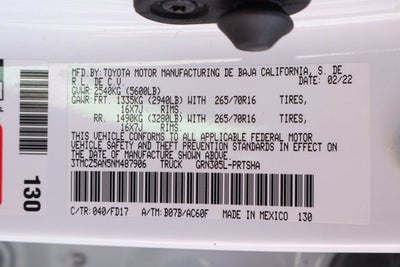 MFD.BY: TOYOTA MOTOR MANUFACTURING DE BAJA CALIFORNIA, S. DE
R.L. DE C.V. DATE: 02/22
GVWR: 2540KG (5600LB)
GAWR: FRT. 1335KG (2940LB) WITH 265/70R16 TIRES,
16X7J RIMS.
RR. 1490KG (3280LB) WITH 265/70R16 TIRES,
16X7J RIMS
THIS VEHICLE CONFORMS TO ALL APPLICABLE FEDERAL MOTOR
VEHICLE SAFETY AND THEFT PREVENTION STANDARDS IN EFFECT
ON THE DATE OF MANUFACTURE SHOWN ABOVE.
3TMCZ5AN5NM487906 TRUCK GRN305L-PRTSHA
C/TR: 040/FD17 A/TM: B07B/AC60F MADE IN MEXICO 130
130